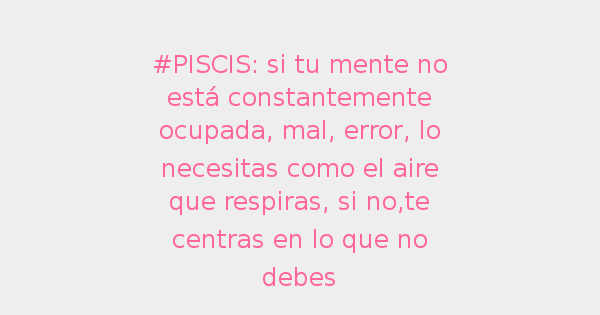 #PISCIS: si tu mente no
está constantemente
ocupada, mal, error, lo
necesitas como el aire
que respiras, si no,te
centras en lo que no
debes